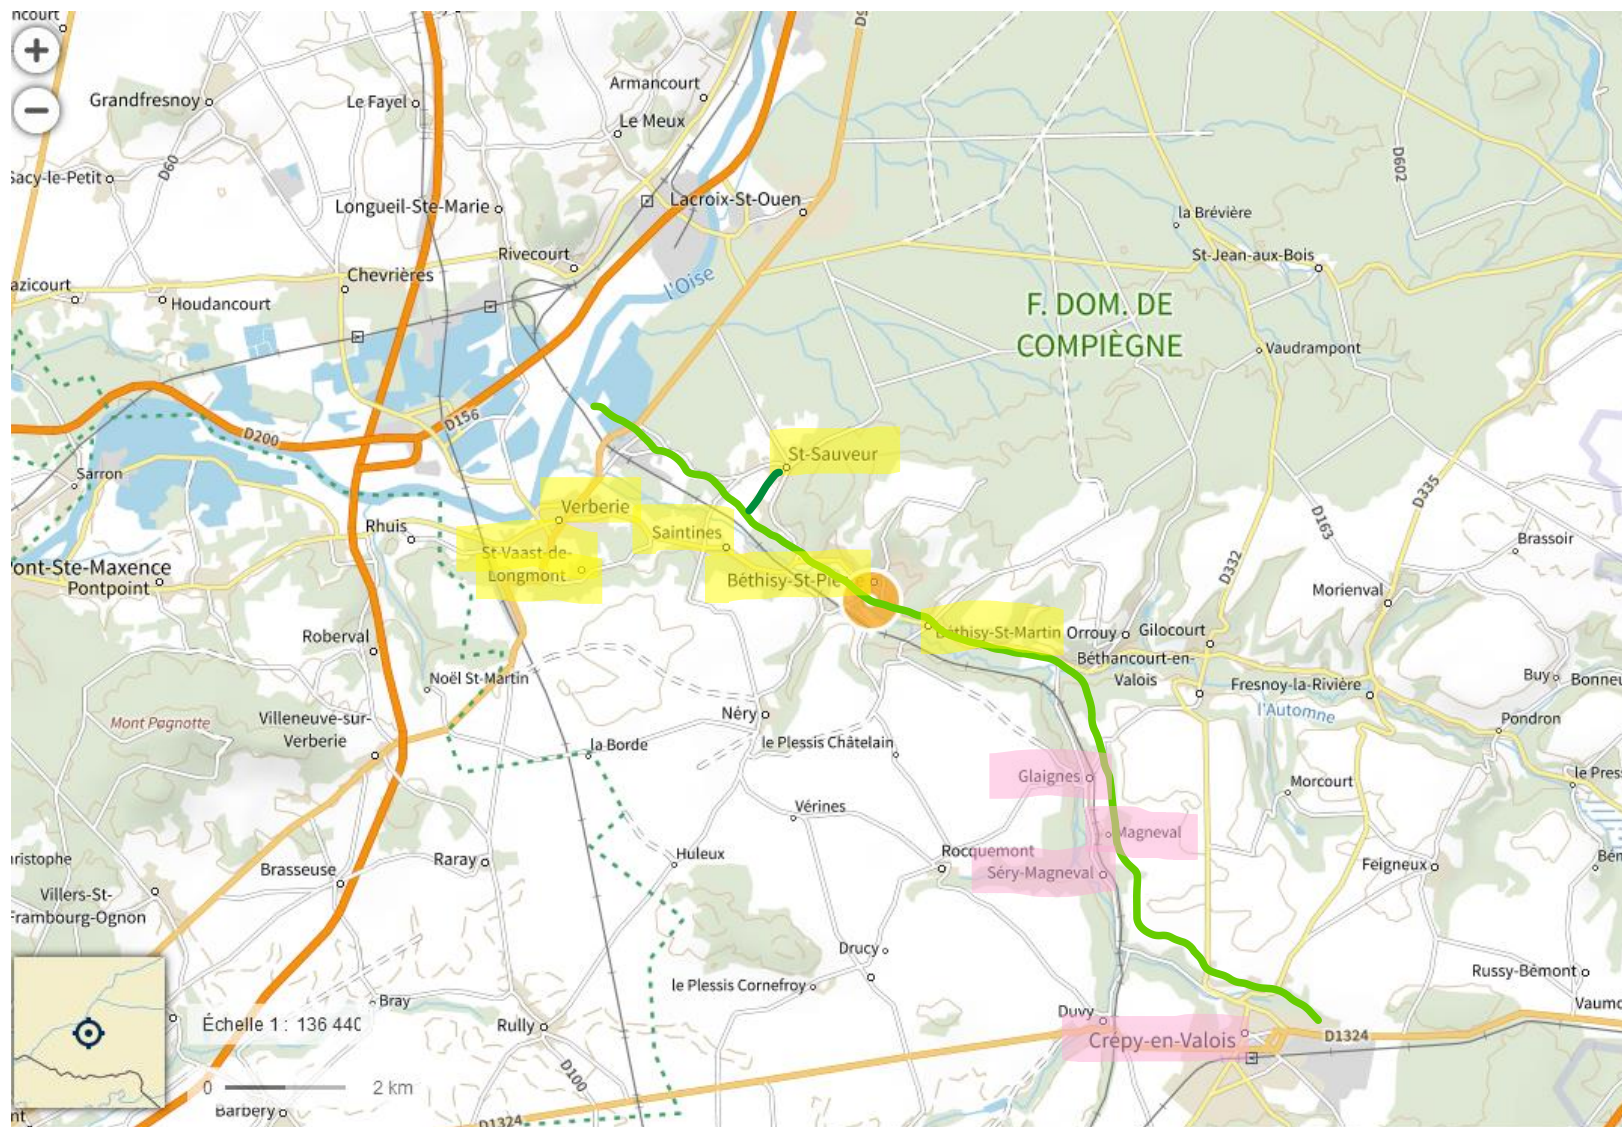 D9
Armancourt
Grandfresnoy
Le Fayel
Le Meux
D60
D602
Sacy-le-Petit
Longueil-Ste-Marie
Lacroix-St-Ouen
la Brévière
Rivecourt
St-Jean-aux-Bois
Chevrières
l'Oise
azicourt
Houdancourt
F. DOM. DE
COMPIÈGNE
Vaudrampont
D156
D200
St-Sauveur
Sarron
D335
Verberie
D163
Rhuis
Saintines
Brassoir
St-Vaast-de-
Longmont
Pont-Ste-Maxence
Pontpoint
Béthisy-St-Pie
D332
Morienval
Roberval
Béthisy-St-Martin
Orrouy
Gilocourt
Béthancourt-en-
Valois
Noël St-Martin
Fresnoy-la-Rivière
Buy
Bonneu
l'Automne
Mont Pagnotte
Villeneuve-sur-
Verberie
Néry
Pondron
la Borde
le Plessis Châtelain
Glaignes
Morcourt
le Pres
Vérines
Magneval
ristophe
Raray
Huleux
Rocquemont
Bén
Brasseuse
Séry-Magneval
Feigneux
Villers-St-
Frambourg-Ognon
Drucy
le Plessis Cornefroy
Russy-Bémont
Bray
Vaumo
Duvy
Échelle 1 : 136 440
Rully
Crépy-en-Valois
D1324
D100
0
2 km
Barbery
D1324
nt